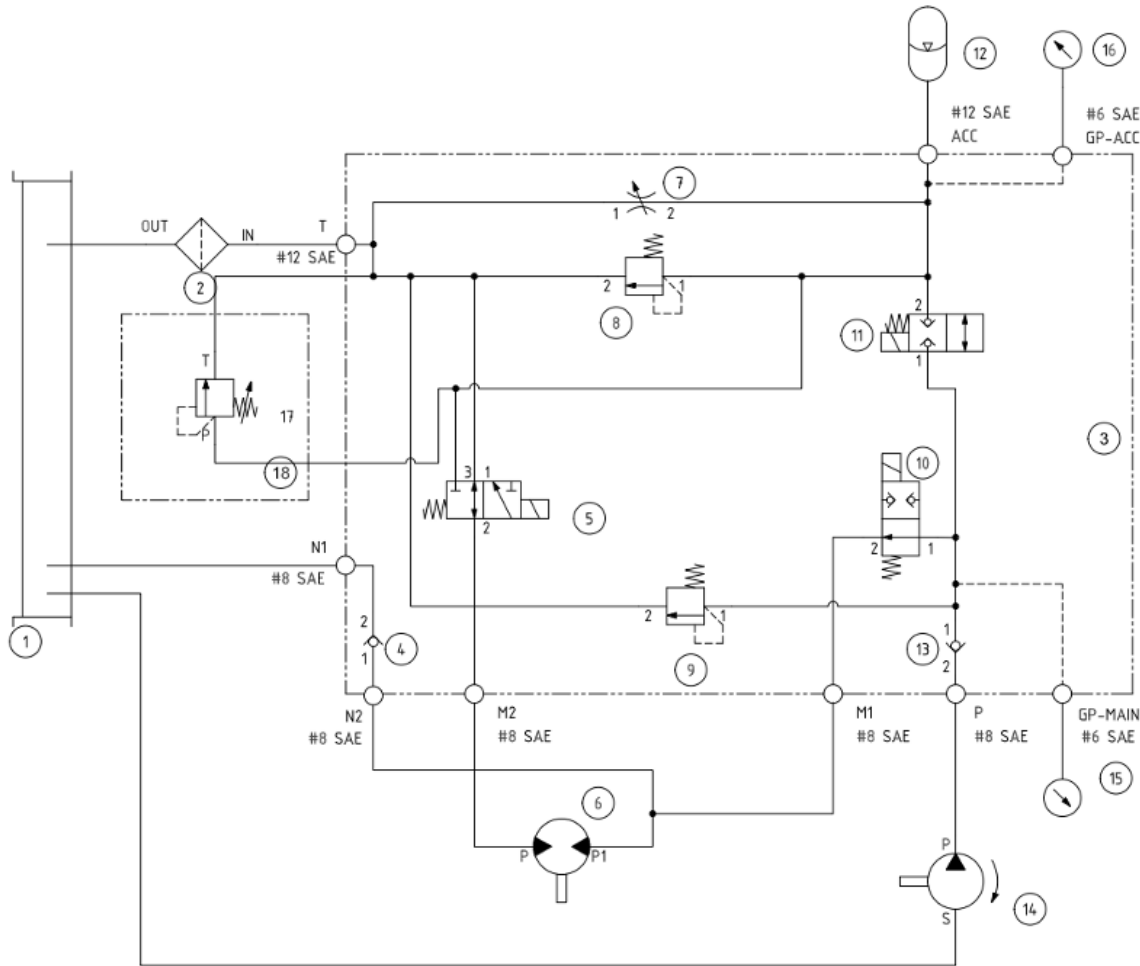 12
16
#12 SAE
ACC
#6 SAE
GP-ACC
7
1 2
OUT
IN
T
#12 SAE
2
2 1
8
2
11
1
T
17
P
18
3
10
3 1
5
2
2 1
N1
#8 SAE
2 1
9
1
2
4
1
13
1
2
N2
#8 SAE
M2
#8 SAE
M1
#8 SAE
P
#8 SAE
GP-MAIN
#6 SAE
15
6
P P1
P
14
S